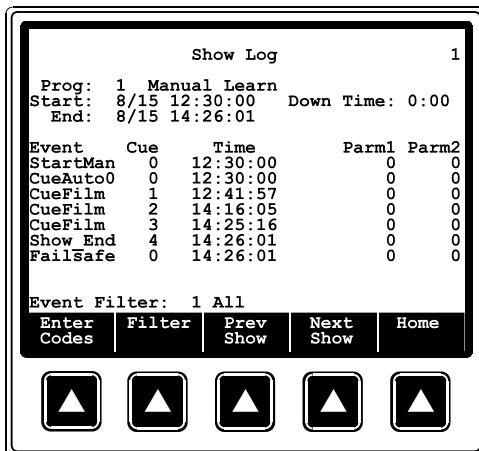 Show Log 1
Prog: 1 Manual Learn
Start: 8/15 12:30:00 Down Time: 0:00
End: 8/15 14:26:01
Event Cue Time Parm1 Parm2
StartMan 0 12:30:00 0 0
CueAuto0 0 12:30:00 0 0
CueFilm 1 12:41:57 0 0
CueFilm 2 14:16:05 0 0
CueFilm 3 14:25:16 0 0
Show_End 4 14:26:01 0 0
Failsafe 0 14:26:01 0 0
Event Filter: 1 All
Enter Codes Filter Prev Show Next Show Home